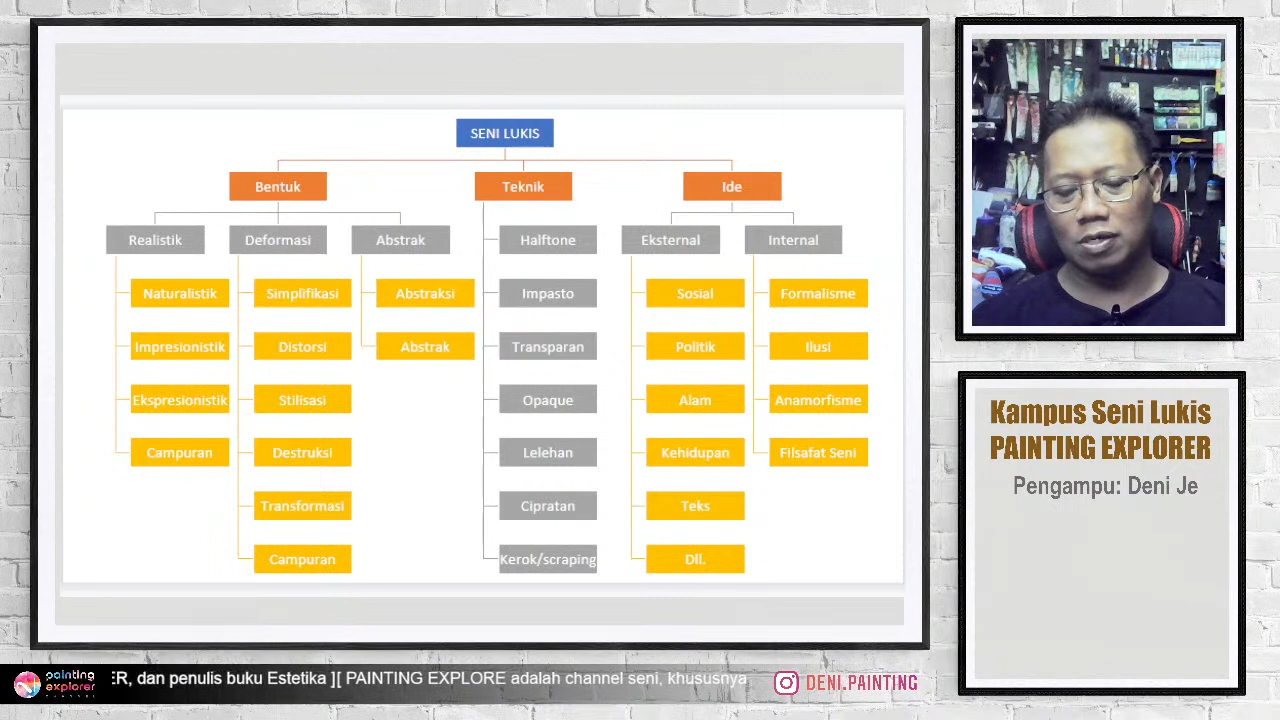 SENI LUKIS
Bentuk
Teknik
Ide
Realistik
Deformasi
Abstrak
Halftone
Eksternal
Internal
Naturalistik
Simplifikasi
Abstraksi
Impasto
Sosial
Formalisme
Impresionistik
Distorsi
Abstrak
Transparan
Politik
Ilusi
Ekspresionistik
Stilisasi
Opaque
Alam
Anamorfisme
Campuran
Destruksi
Lelehan
Kehidupan
Filsafat Seni
Transformasi
Cipratan
Teks
Campuran
Kerok/scraping
Dll.
Kampus Seni Lukis
PAINTING EXPLORER
Pengampu: Deni Je
painting
explorer
CHANNEL
ER, dan penulis buku Estetika ][ PAINTING EXPLORE adalah channel seni, khususnya
DENI.PAINTING